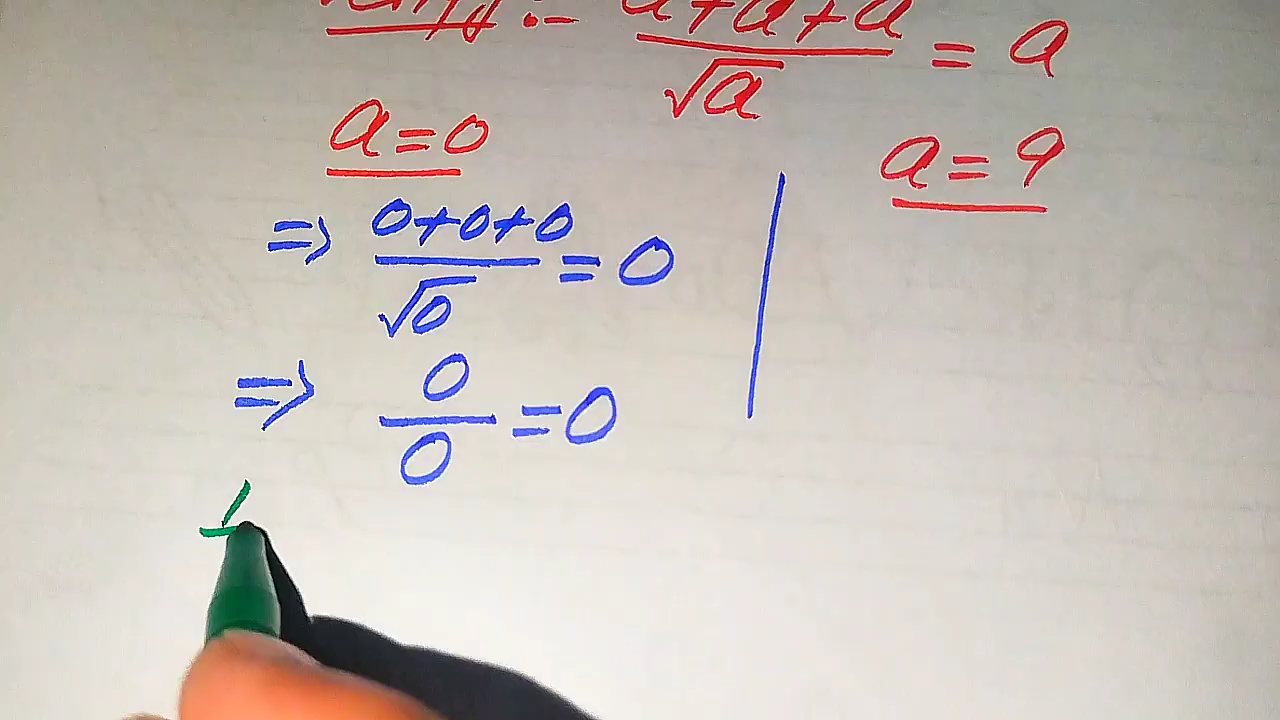 a+a+a / √a = a
a=0
a=9
⇒ 0+0+0 / √0 = 0
⇒ 0 / 0 = 0